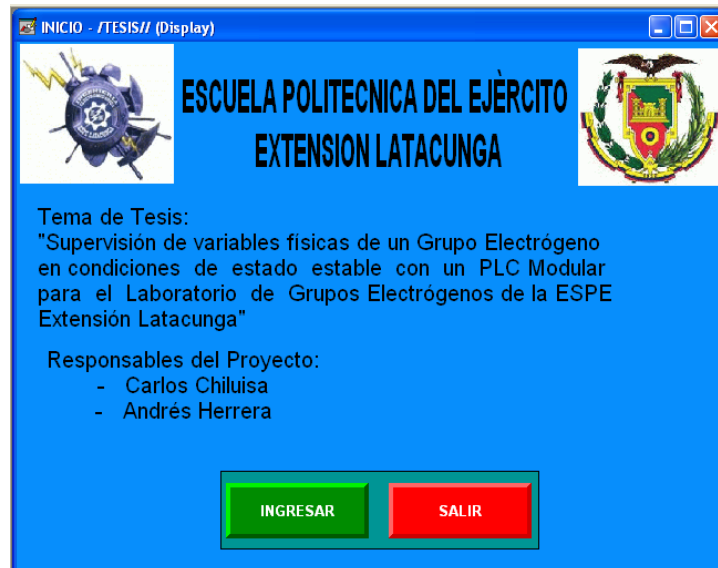 INICIO - /TESIS// (Display)
ESCUELA POLITECNICA DEL EJÈRCITO
EXTENSION LATACUNGA
Tema de Tesis:
"Supervisión de variables físicas de un Grupo Electrógeno
en condiciones de estado estable con un PLC Modular
para el Laboratorio de Grupos Electrógenos de la ESPE
Extensión Latacunga"
Responsables del Proyecto:
- Carlos Chiluisa
- Andrés Herrera
INGRESAR
SALIR